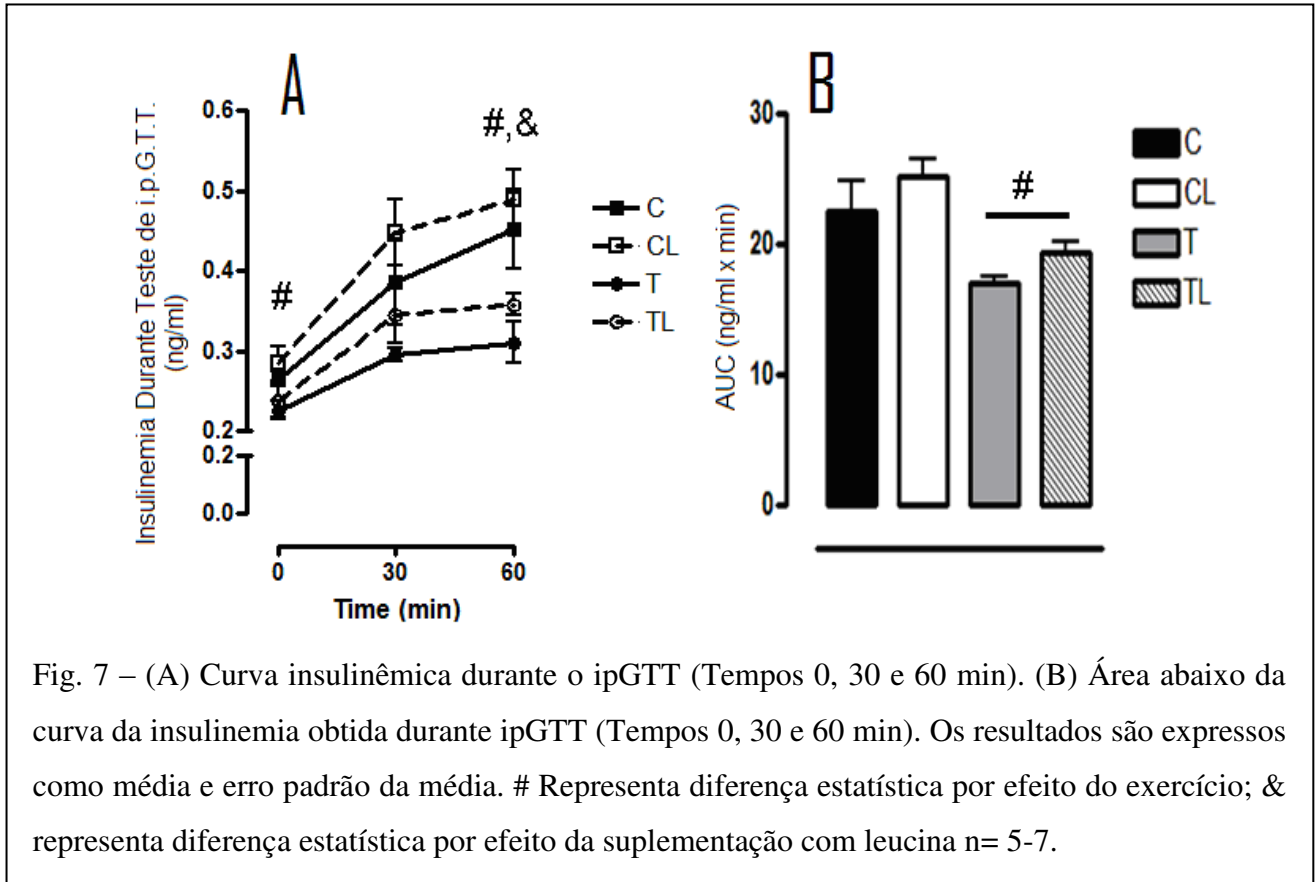 A
Insulinemia Durante Teste de i.p.G.T.T.
(ng/ml)
0.6
0.5
0.4
0.3
0.2
0.2
0.0
#
#,&
0
30
60
Time (min)
C
CL
T
TL
B
AUC (ng/ml x min)
30
20
10
0
#
C
CL
T
TL
Fig. 7 – (A) Curva insulinêmica durante o ipGTT (Tempos 0, 30 e 60 min). (B) Área abaixo da
curva da insulinemia obtida durante ipGTT (Tempos 0, 30 e 60 min). Os resultados são expressos
como média e erro padrão da média. # Representa diferença estatística por efeito do exercício; &
representa diferença estatística por efeito da suplementação com leucina n= 5-7.